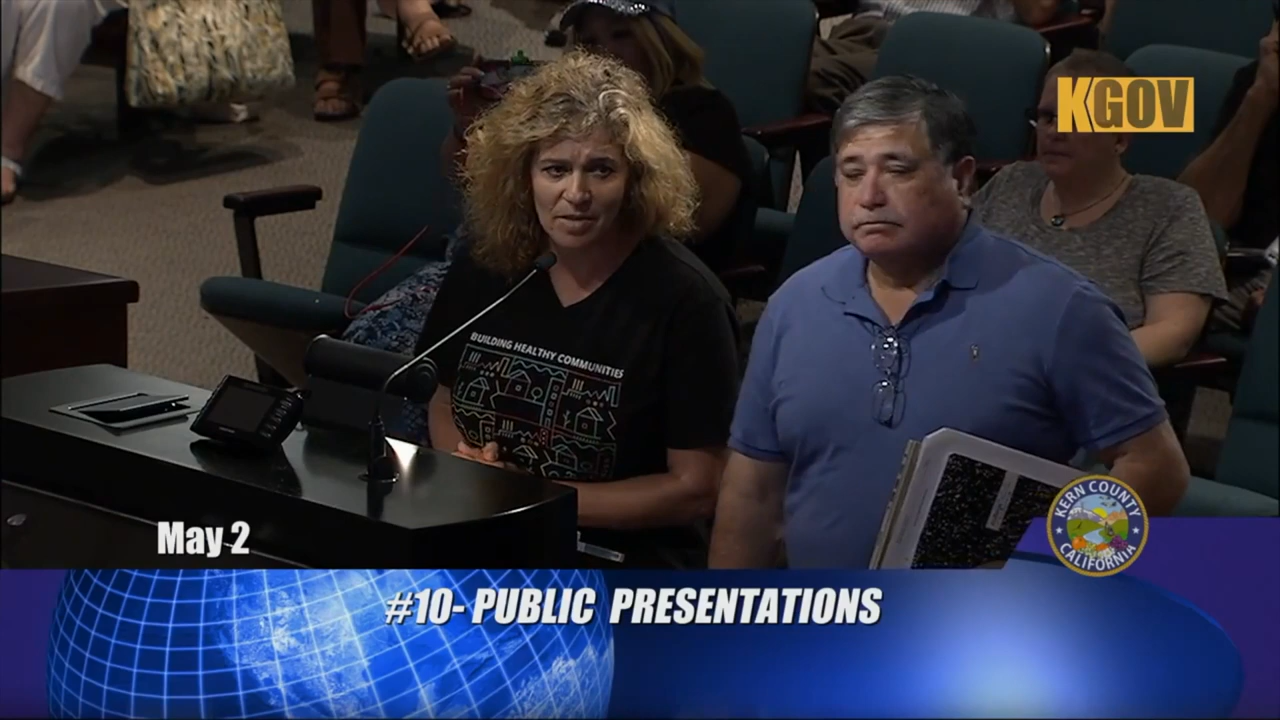 KGOV
BUILDING HEALTHY COMMUNITIES
KERN COUNTY
CALIFORNIA
May 2
#10- PUBLIC PRESENTATIONS